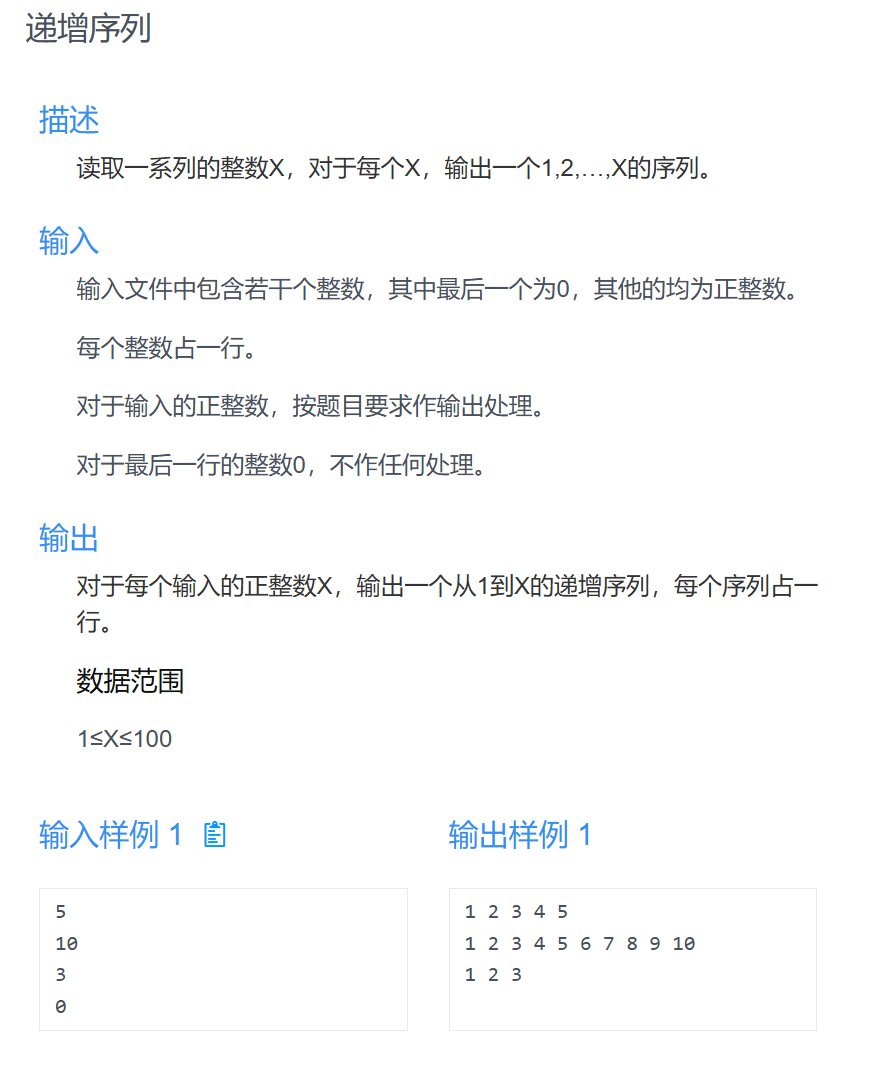 递增序列
描述
读取一系列的整数X，对于每个X，输出一个1,2,…,X的序列。
输入
输入文件中包含若干个整数，其中最后一个为0，其他的均为正整数。
每个整数占一行。
对于输入的正整数，按题目要求作输出处理。
对于最后一行的整数0，不作任何处理。
输出
对于每个输入的正整数X，输出一个从1到X的递增序列，每个序列占一
行。
数据范围
1≤X≤100
输入样例 1
5
10
3
0
输出样例 1
1 2 3 4 5
1 2 3 4 5 6 7 8 9 10
1 2 3